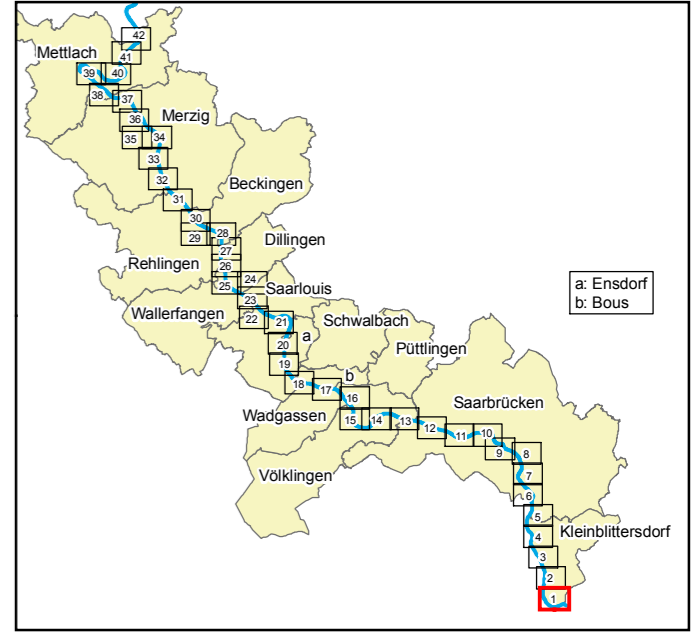 42
Mettlach
41
39
40
38
37
36
Merzig
35
34
33
32
Beckingen
31
30
29
28
Dillingen
27
Rehlingen
26
25
24
Saarlouis
23
Wallerfangen
22
21
a: Ensdorf
b: Bous
Schwalbach
a
20
Püttlingen
19
b
18
17
16
Saarbrücken
Wadgassen
15
14
13
12
11
10
9
8
Völklingen
7
6
5
Kleinblittersdorf
4
3
2
1